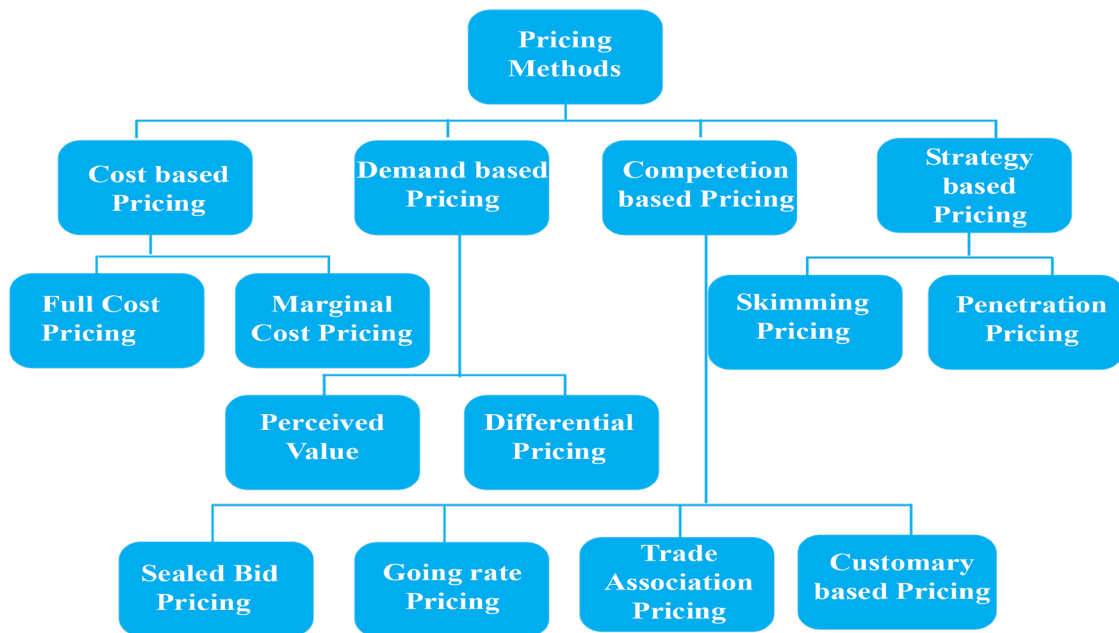 Pricing
Methods
Cost based
Pricing
Demand based
Pricing
Competetion
based Pricing
Strategy
based
Pricing
Full Cost
Pricing
Marginal
Cost Pricing
Skimming
Pricing
Penetration
Pricing
Perceived
Value
Differential
Pricing
Sealed Bid
Pricing
Going rate
Pricing
Trade
Association
Pricing
Customary
based Pricing